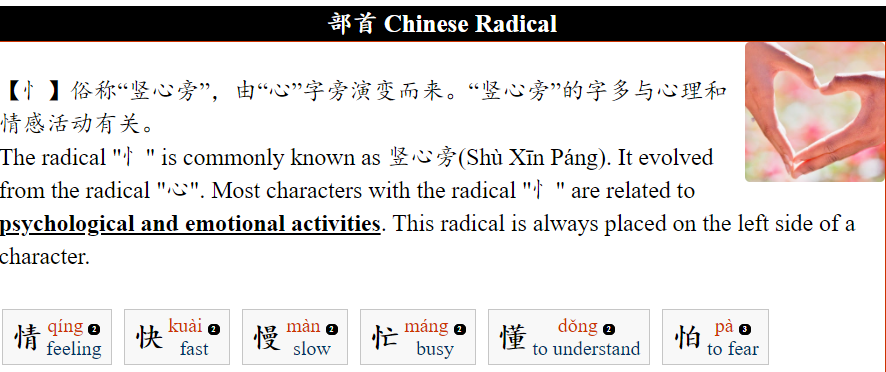 部首 Chinese Radical
【忄】俗称“竖心旁”，由“心”字旁演变而来。“竖心旁”的字多与心理和
情感活动有关。
The radical "忄" is commonly known as 竖心旁(Shù Xīn Páng). It evolved
from the radical "心". Most characters with the radical "忄" are related to
psychological and emotional activities. This radical is always placed on the left side of a
character.
情 qíng 2 feeling
快 kuài 2 fast
慢 màn 2 slow
忙 máng 2 busy
懂 dǒng 2 to understand
怕 pà 3 to fear